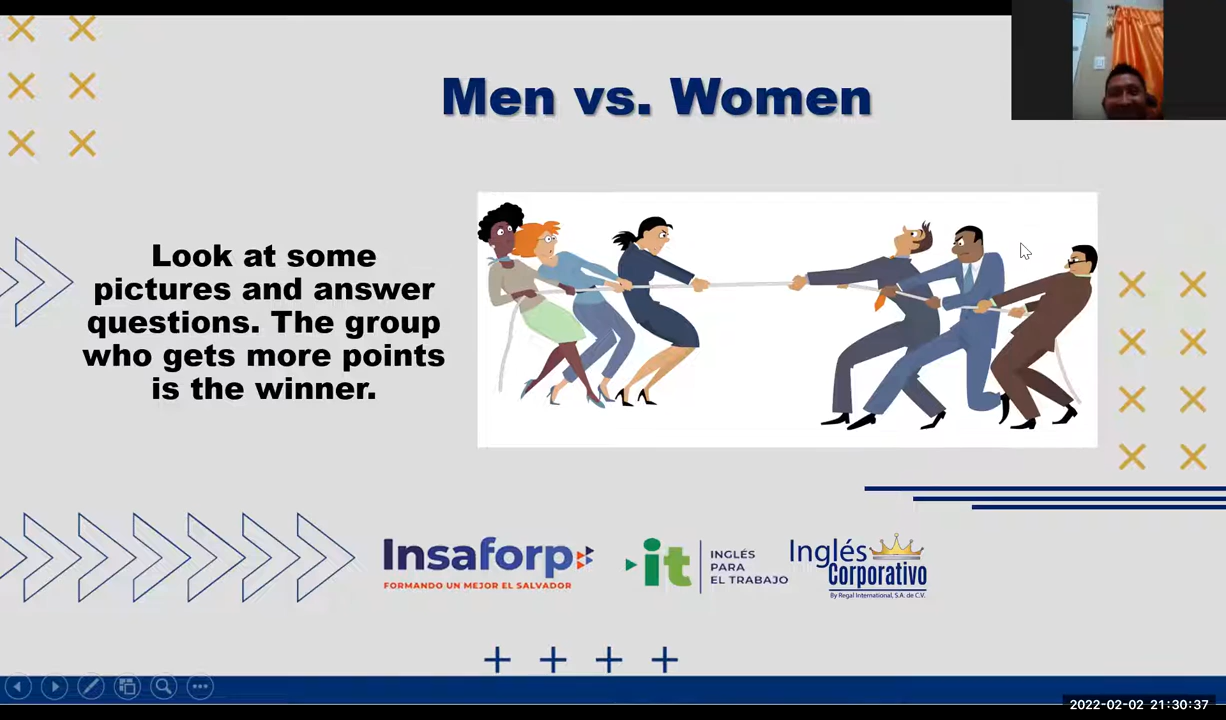 Men vs. Women
Look at some
pictures and answer
questions. The group
who gets more points
is the winner.
Insaforp
FORMANDO UN MEJOR EL SALVADOR
it
INGLÉS
PARA
EL TRABAJO
Inglés
Corporativo
By Regal International, S.A. de C.V.
2022-02-02 21:30:37